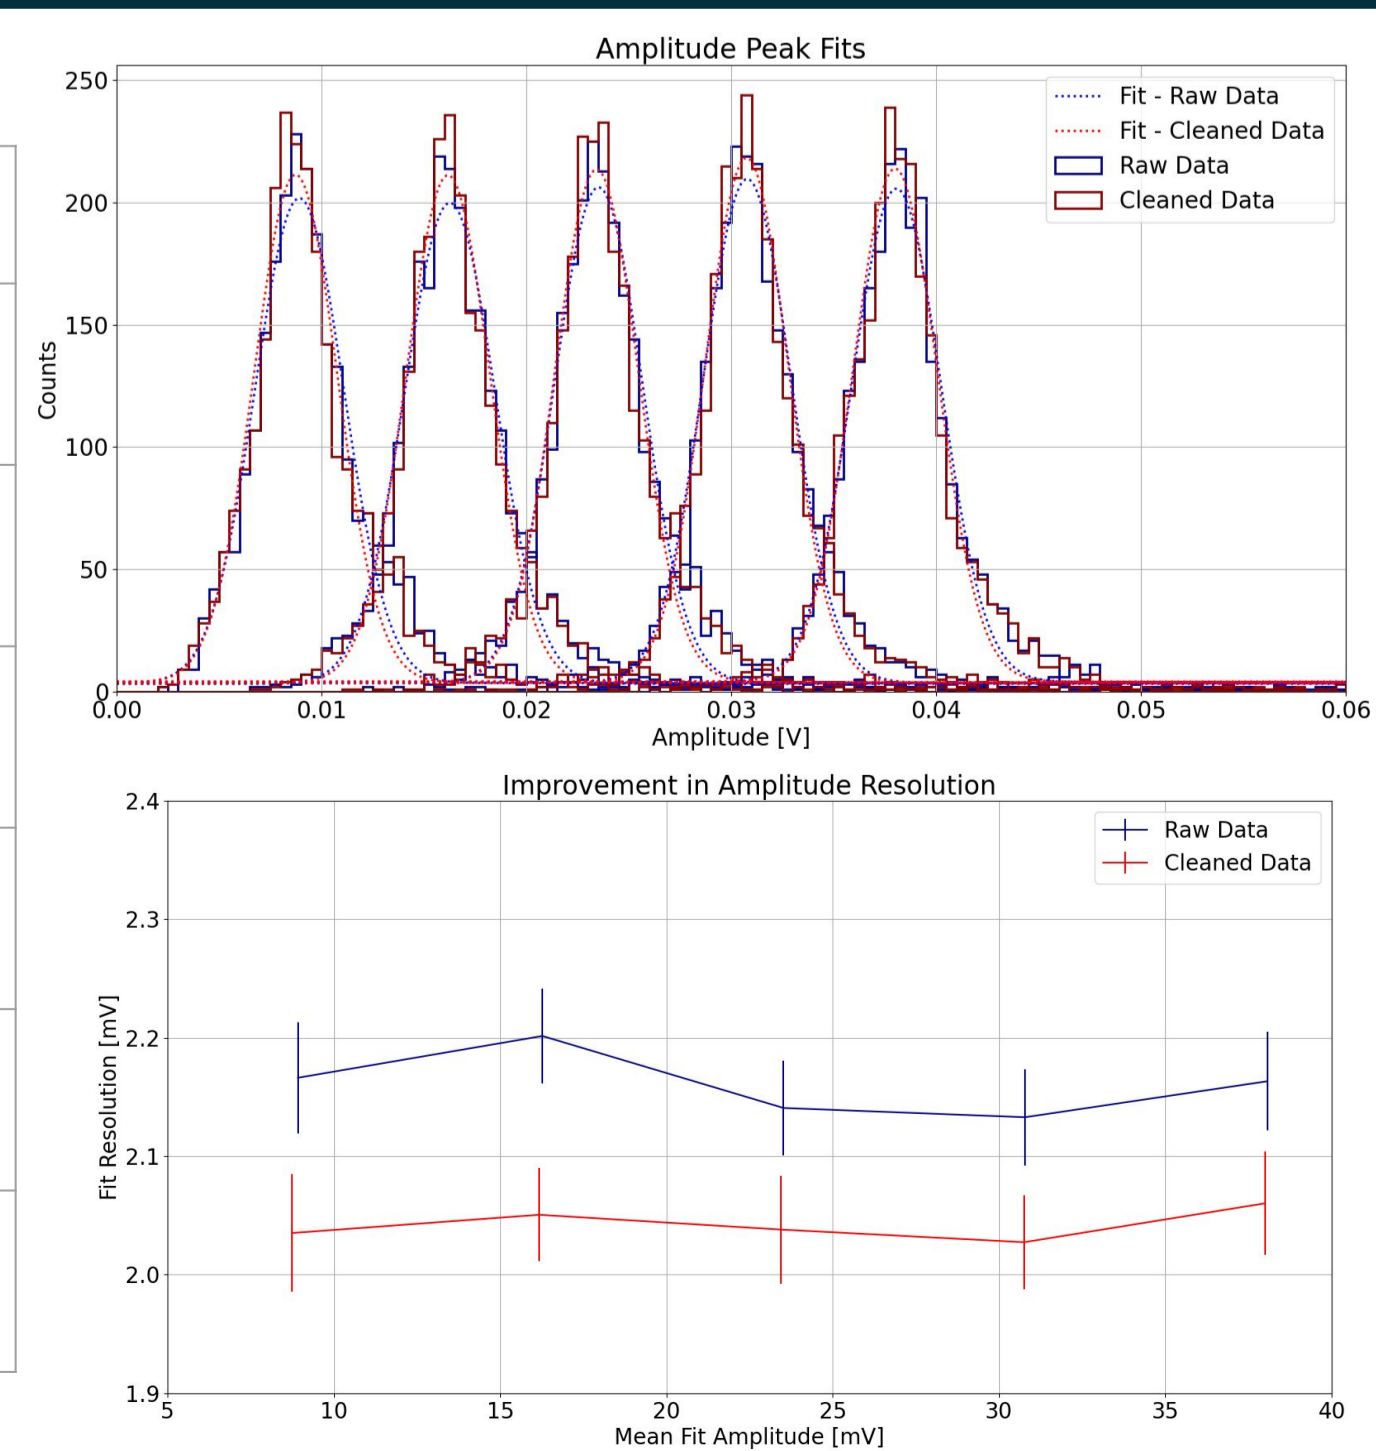 Amplitude Peak Fits
250
200
150
100
50
0
Counts
Fit - Raw Data
Fit - Cleaned Data
Raw Data
Cleaned Data
0.00 0.01 0.02 0.03 0.04 0.05 0.06
Amplitude [V]
Improvement in Amplitude Resolution
2.4
2.3
2.2
2.1
2.0
1.9
Fit Resolution [mV]
Raw Data
Cleaned Data
5 10 15 20 25 30 35 40
Mean Fit Amplitude [mV]